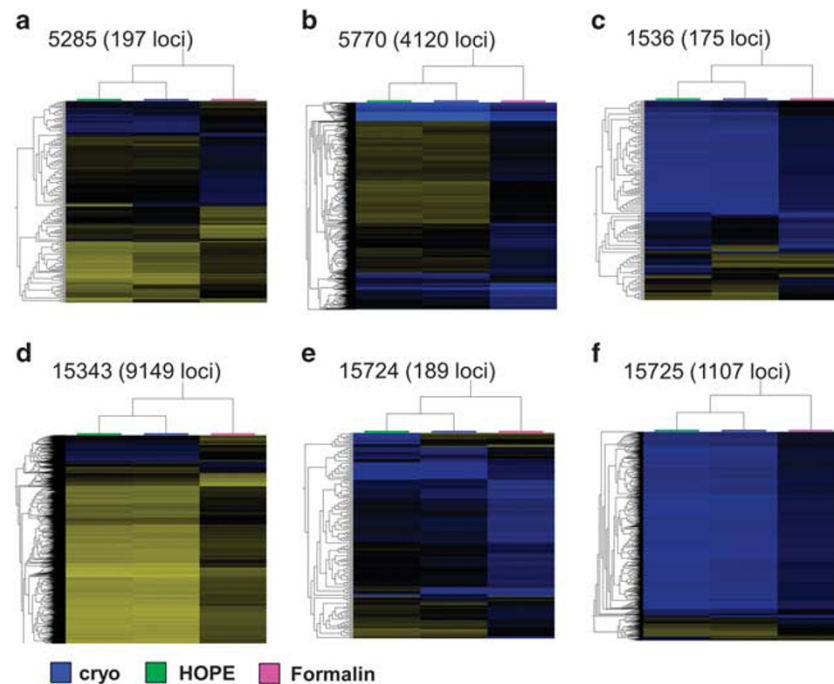 a
5285 (197 loci)
b
5770 (4120 loci)
c
1536 (175 loci)
d
15343 (9149 loci)
e
15724 (189 loci)
f
15725 (1107 loci)
cryo HOPE Formalin